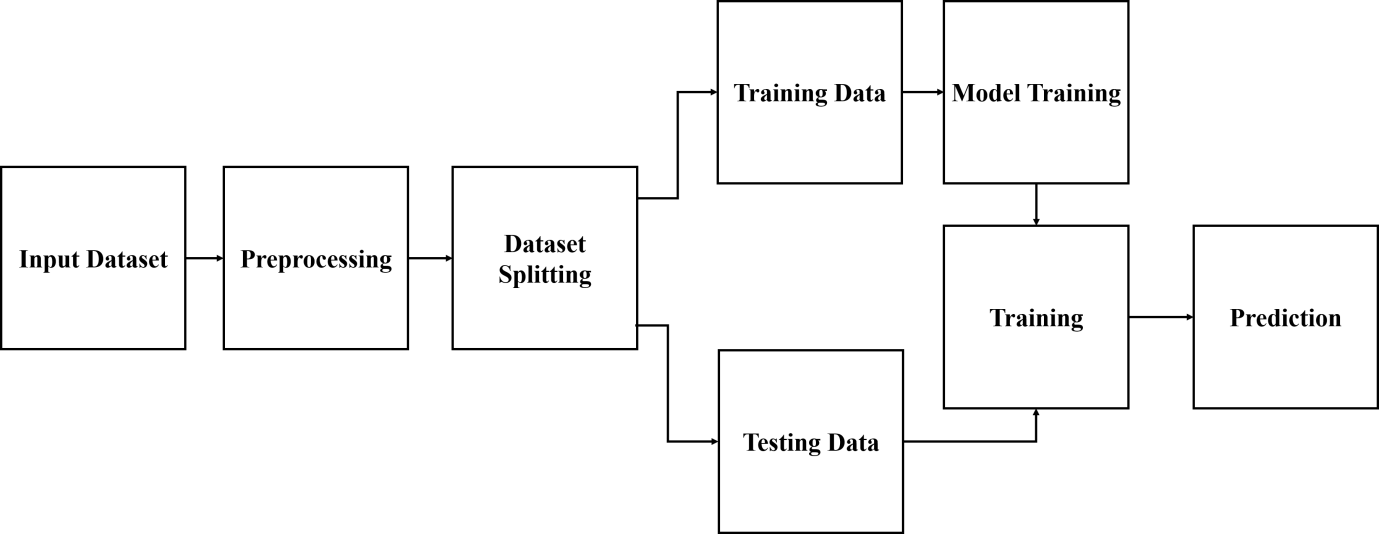 Input Dataset
Preprocessing
Dataset
Splitting
Training Data
Model Training
Testing Data
Training
Prediction